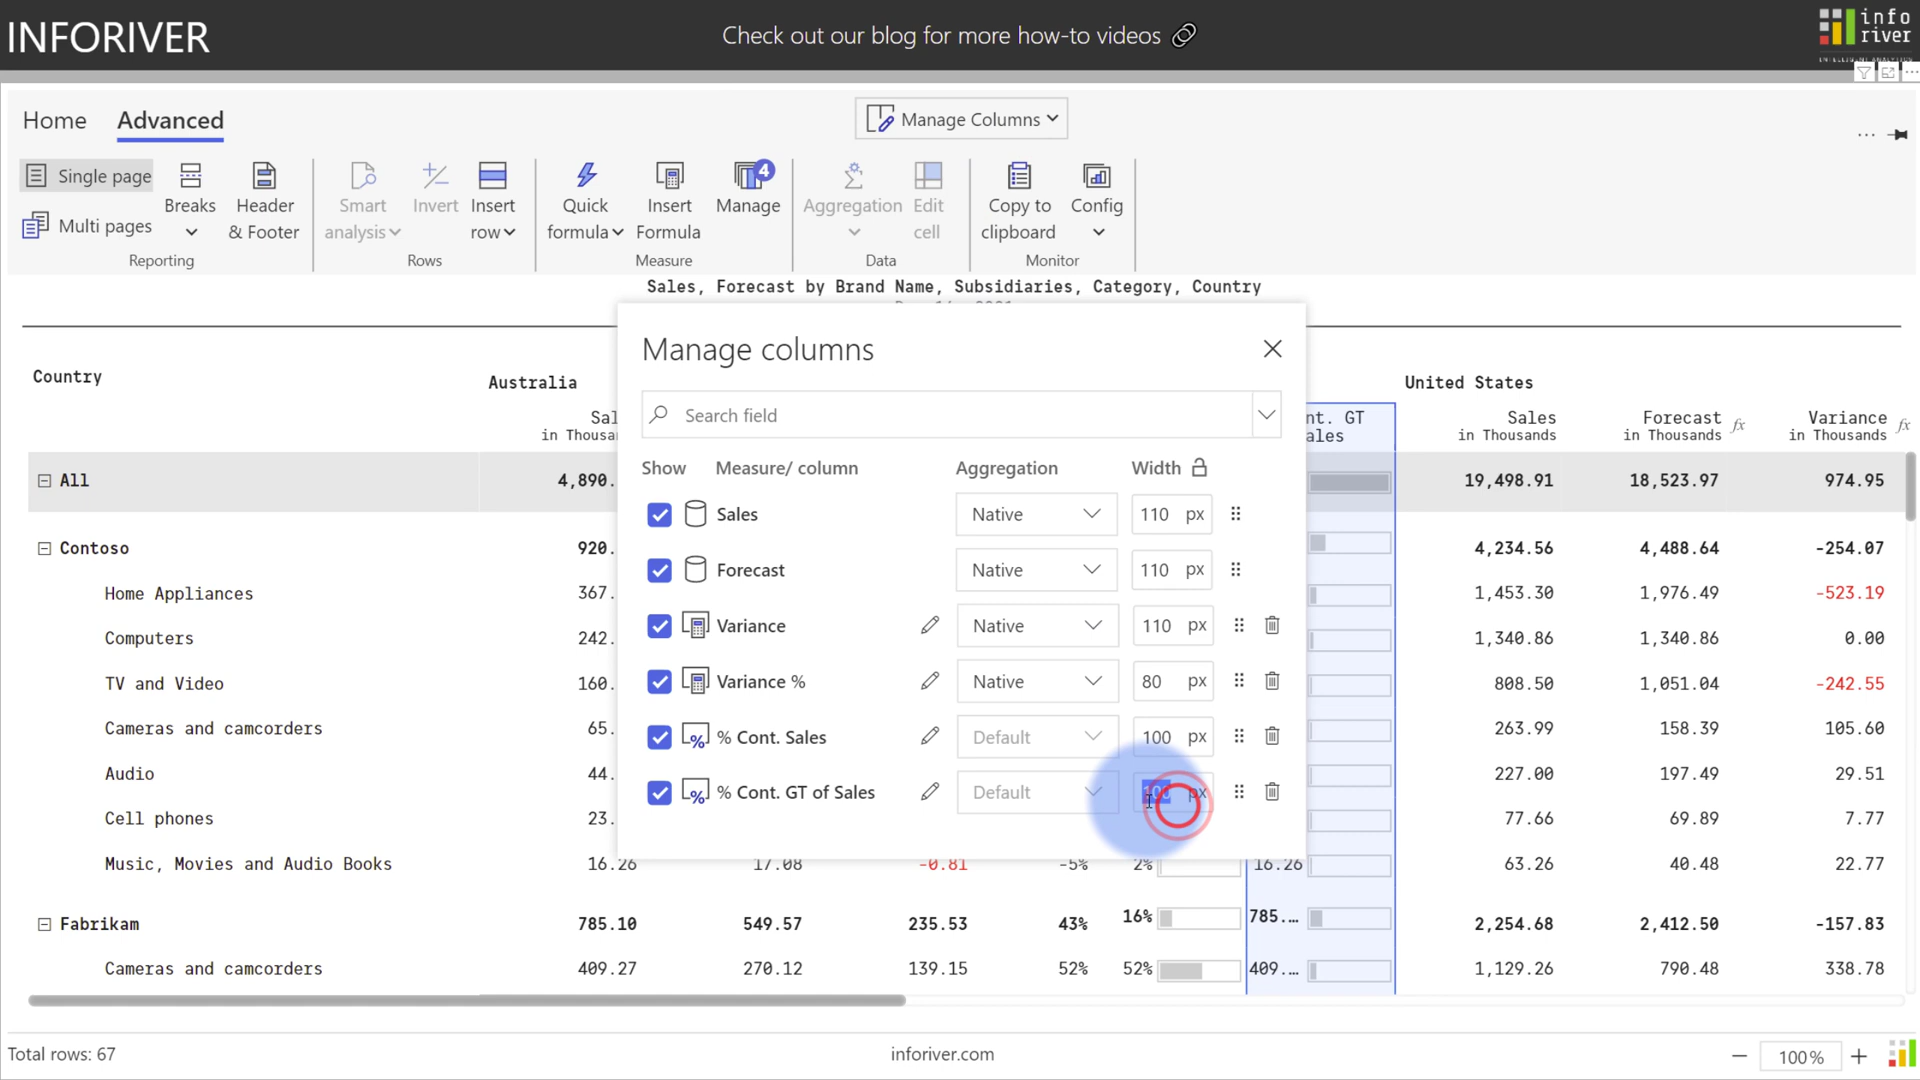 INFORIVER
Check out our blog for more how-to videos
info
river
Home
Advanced
Manage Columns
Single page
Multi pages
Breaks
Header
& Footer
Reporting
Smart
analysis
Invert
Insert
row
Rows
Quick
formula
Insert
Formula
4
Manage
Measure
Aggregation
Edit
cell
Data
Copy to
clipboard
Config
Monitor
Sales, Forecast by Brand Name, Subsidiaries, Category, Country
Manage columns
Search field
Show Measure/ column Aggregation Width
Sales Native 110 px
Forecast Native 110 px
Variance Native 110 px
Variance % Native 80 px
% Cont. Sales Default 100 px
% Cont. GT of Sales Default 100 px
Country Australia United States
Sal
in Thousa
nt. GT
ales
Sales
in Thousands
Forecast
in Thousands
fx
Variance
in Thousands
fx
All 4,890. 19,498.91 18,523.97 974.95
Contoso 920. 4,234.56 4,488.64 -254.07
Home Appliances 367. 1,453.30 1,976.49 -523.19
Computers 242. 1,340.86 1,340.86 0.00
TV and Video 160. 808.50 1,051.04 -242.55
Cameras and camcorders 65. 263.99 158.39 105.60
Audio 44. 227.00 197.49 29.51
Cell phones 23. 77.66 69.89 7.77
Music, Movies and Audio Books 16.26 17.08 -0.81 -5% 2% 16.26 63.26 40.48 22.77
Fabrikam 785.10 549.57 235.53 43% 16% 785.… 2,254.68 2,412.50 -157.83
Cameras and camcorders 409.27 270.12 139.15 52% 52% 409.… 1,129.26 790.48 338.78
Total rows: 67
inforiver.com
100%